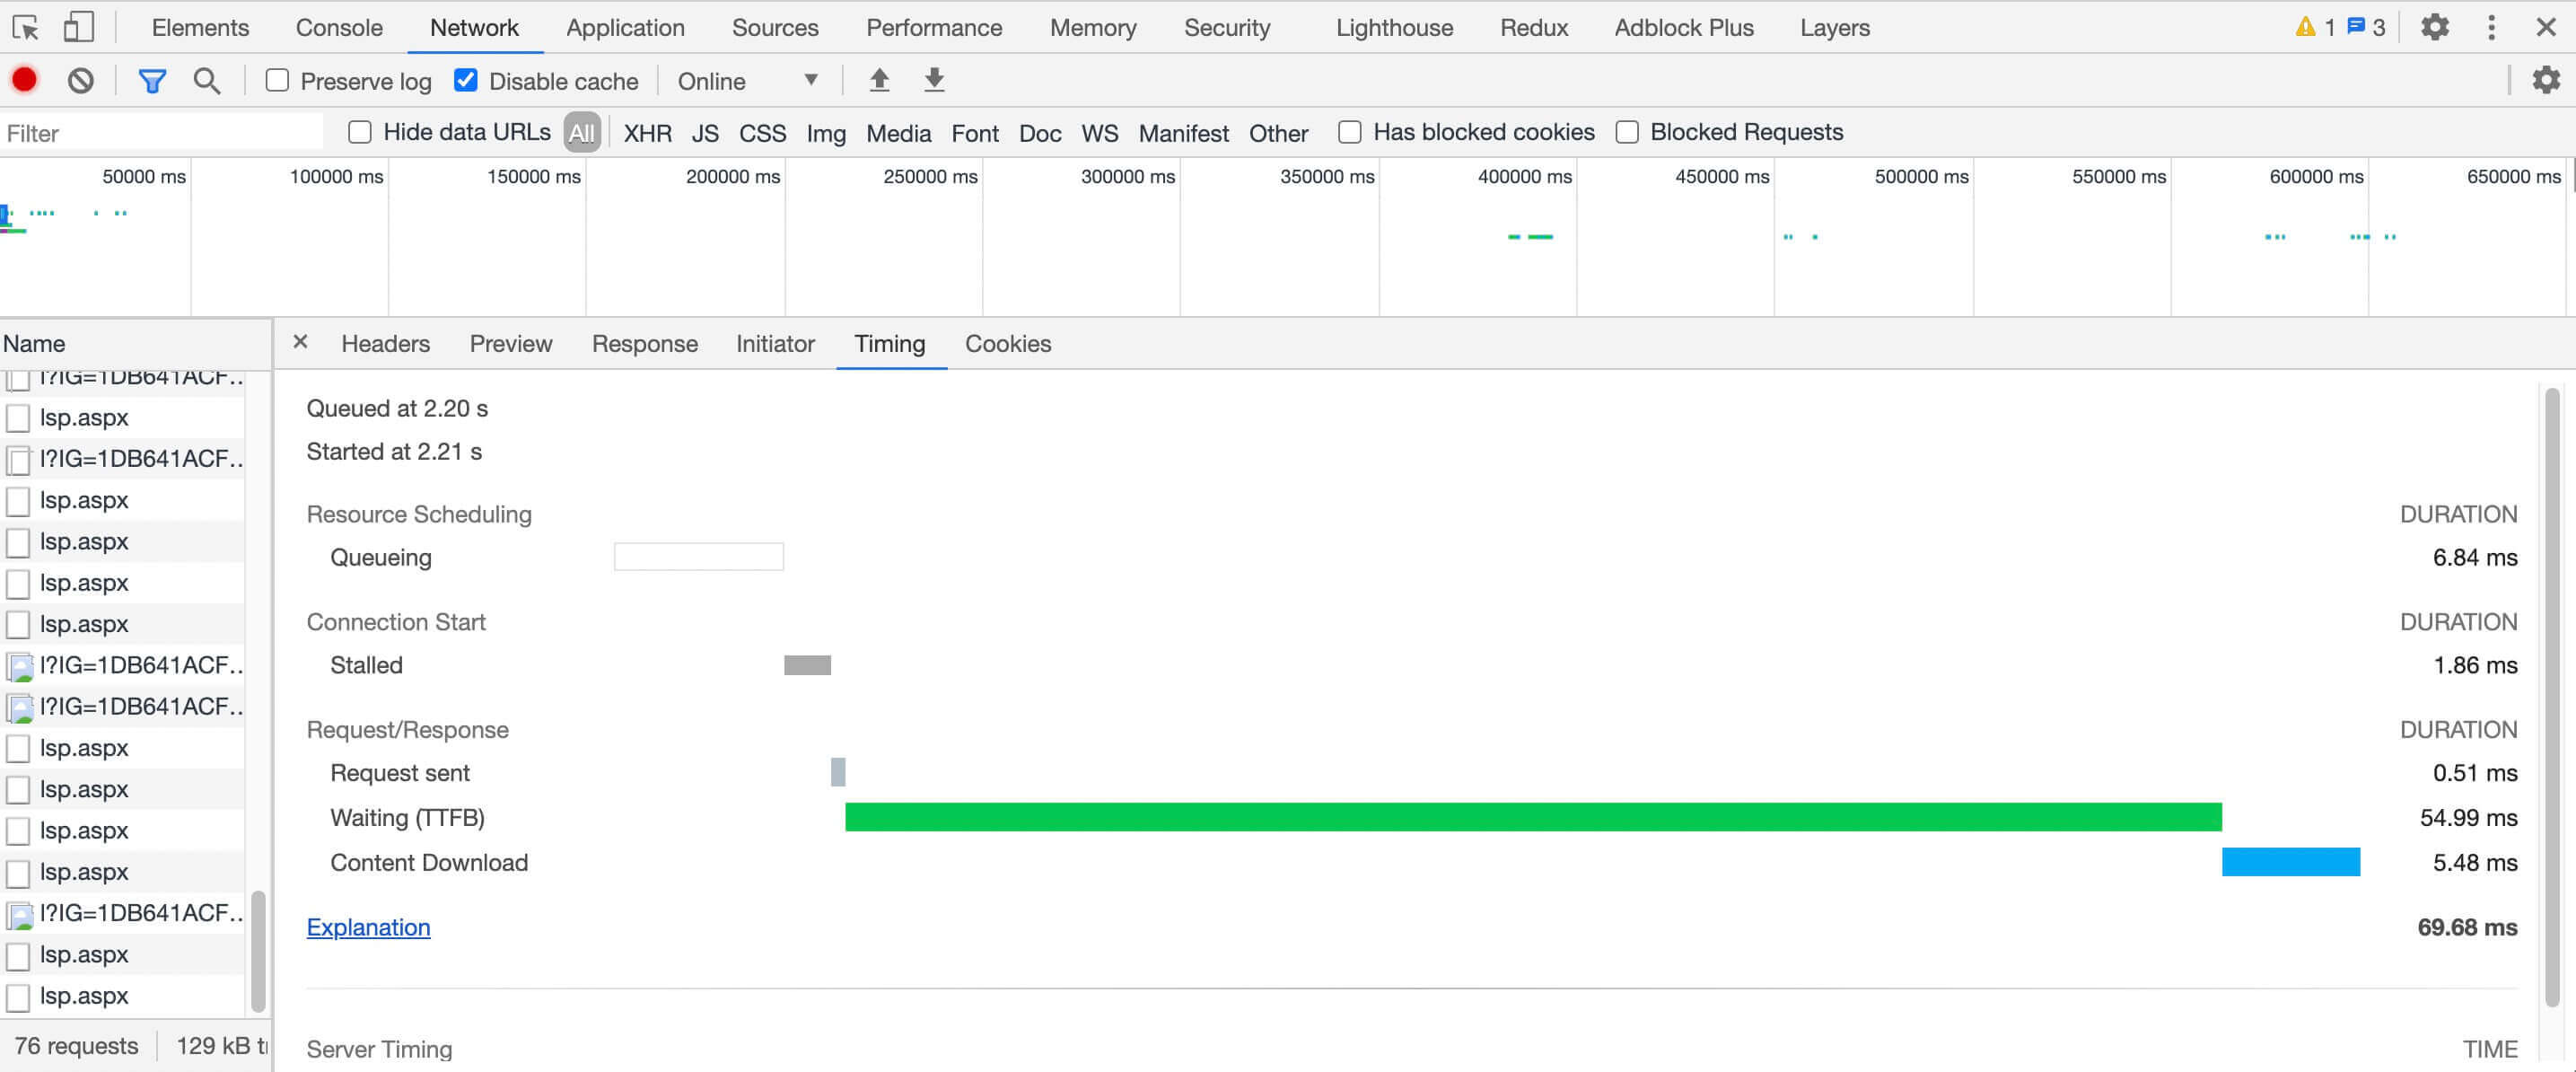 Elements Console Network Application Sources Performance Memory Security Lighthouse Redux Adblock Plus Layers 1 3
Preserve log Disable cache Online
Filter Hide data URLs All XHR JS CSS Img Media Font Doc WS Manifest Other Has blocked cookies Blocked Requests
50000 ms 100000 ms 150000 ms 200000 ms 250000 ms 300000 ms 350000 ms 400000 ms 450000 ms 500000 ms 550000 ms 600000 ms 650000 ms
Name
l?IG=1DB641ACF..
lsp.aspx
l?IG=1DB641ACF..
lsp.aspx
lsp.aspx
lsp.aspx
lsp.aspx
l?IG=1DB641ACF..
l?IG=1DB641ACF..
lsp.aspx
lsp.aspx
lsp.aspx
lsp.aspx
l?IG=1DB641ACF..
lsp.aspx
lsp.aspx
76 requests 129 kB
× Headers Preview Response Initiator Timing Cookies
Queued at 2.20 s
Started at 2.21 s
Resource Scheduling DURATION
Queueing 6.84 ms
Connection Start DURATION
Stalled 1.86 ms
Request/Response DURATION
Request sent 0.51 ms
Waiting (TTFB) 54.99 ms
Content Download 5.48 ms
Explanation 69.68 ms
Server Timing TIME